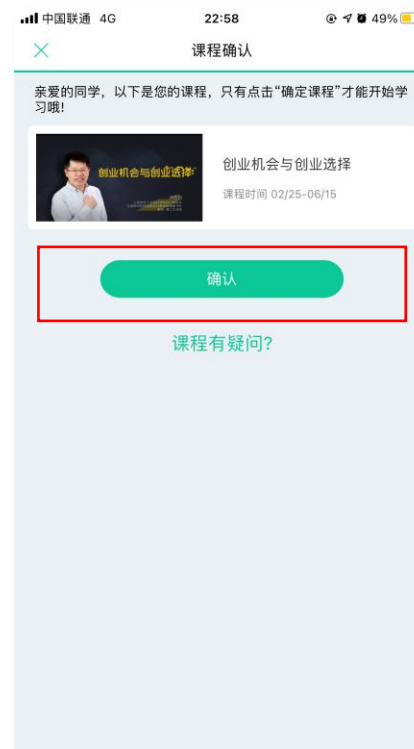 中国联通 4G 22:58 49%
课程确认
亲爱的同学，以下是您的课程，只有点击“确定课程”才能开始学
习哦!
创业机会与创业选择
创业机会与创业选择
课程时间 02/25-06/15
确认
课程有疑问?